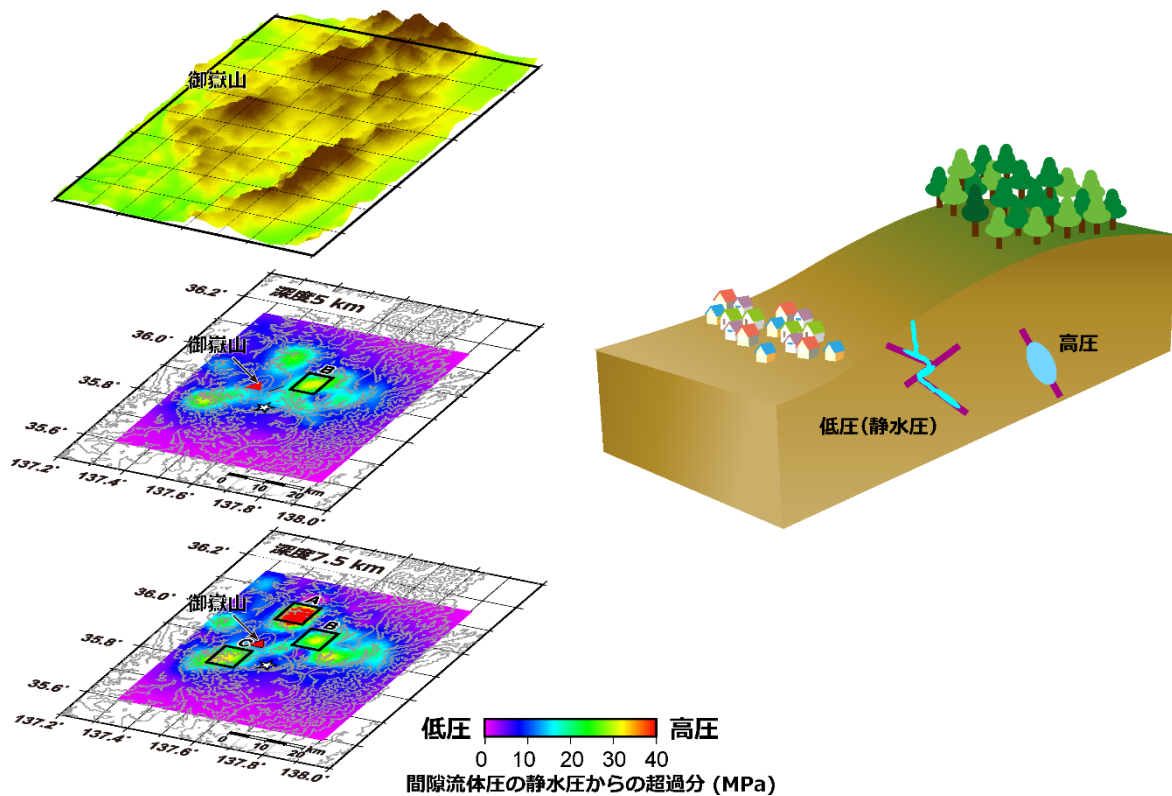 御嶽山
深度5 km
36.2°
36.0°
35.8°
35.6°
137.2°
137.4°
137.6°
137.8°
138.0°
御嶽山
B
0 10 20 km
深度7.5 km
36.2°
36.0°
35.8°
35.6°
137.2°
137.4°
137.6°
137.8°
138.0°
御嶽山
A
B
C
0 10 20 km
低圧 高圧
0 10 20 30 40
間隙流体圧の静水圧からの超過分 (MPa)
高圧
低圧(静水圧)